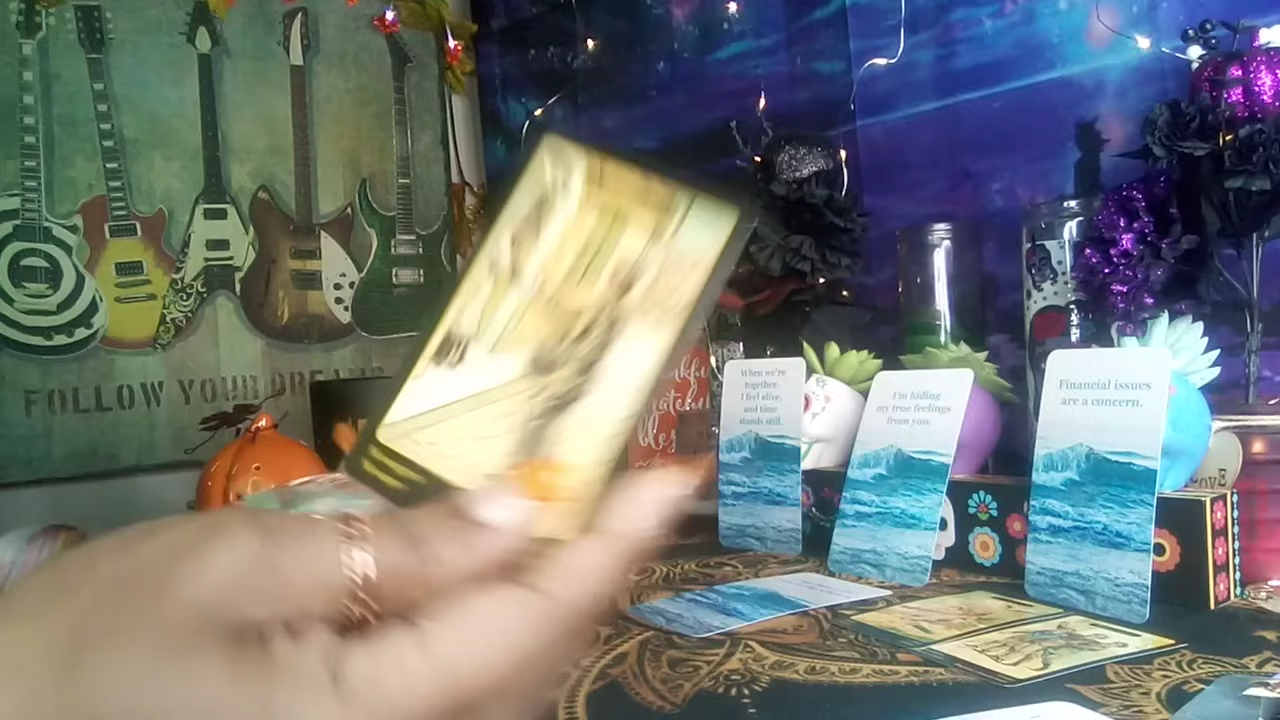 FOLLOW YOUR DREAMS
When we're
together,
I feel alive,
and time
stands still.
I'm hiding
my true feelings
from you.
Financial issues
are a concern.
LOVE